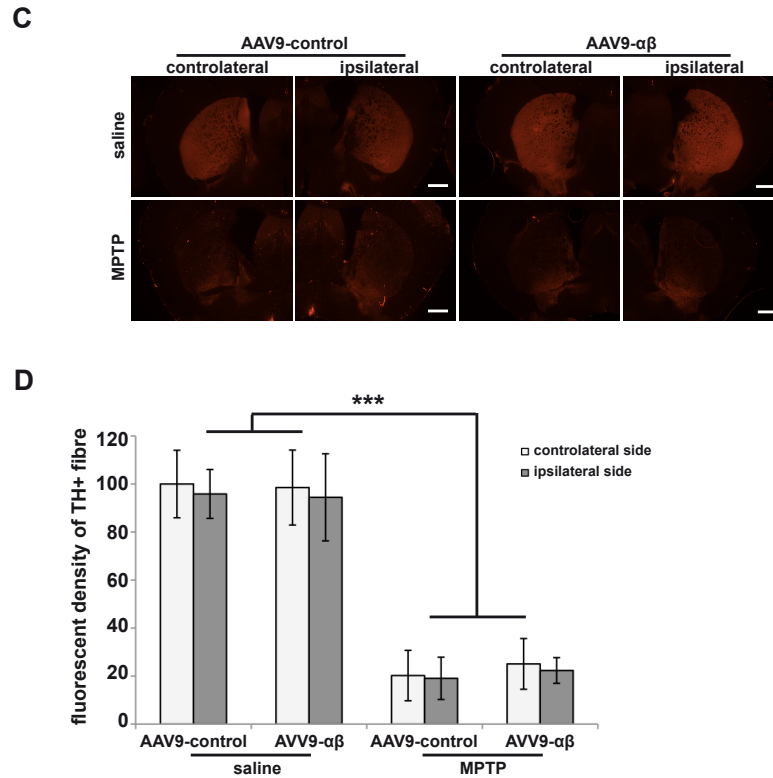 C
AAV9-control AAV9-αβ
controlateral ipsilateral controlateral ipsilateral
saline
MPTP
D
***
fluorescent density of TH+ fibre
120
100
80
60
40
20
0
controlateral side
ipsilateral side
AAV9-control AVV9-αβ AAV9-control AVV9-αβ
saline MPTP